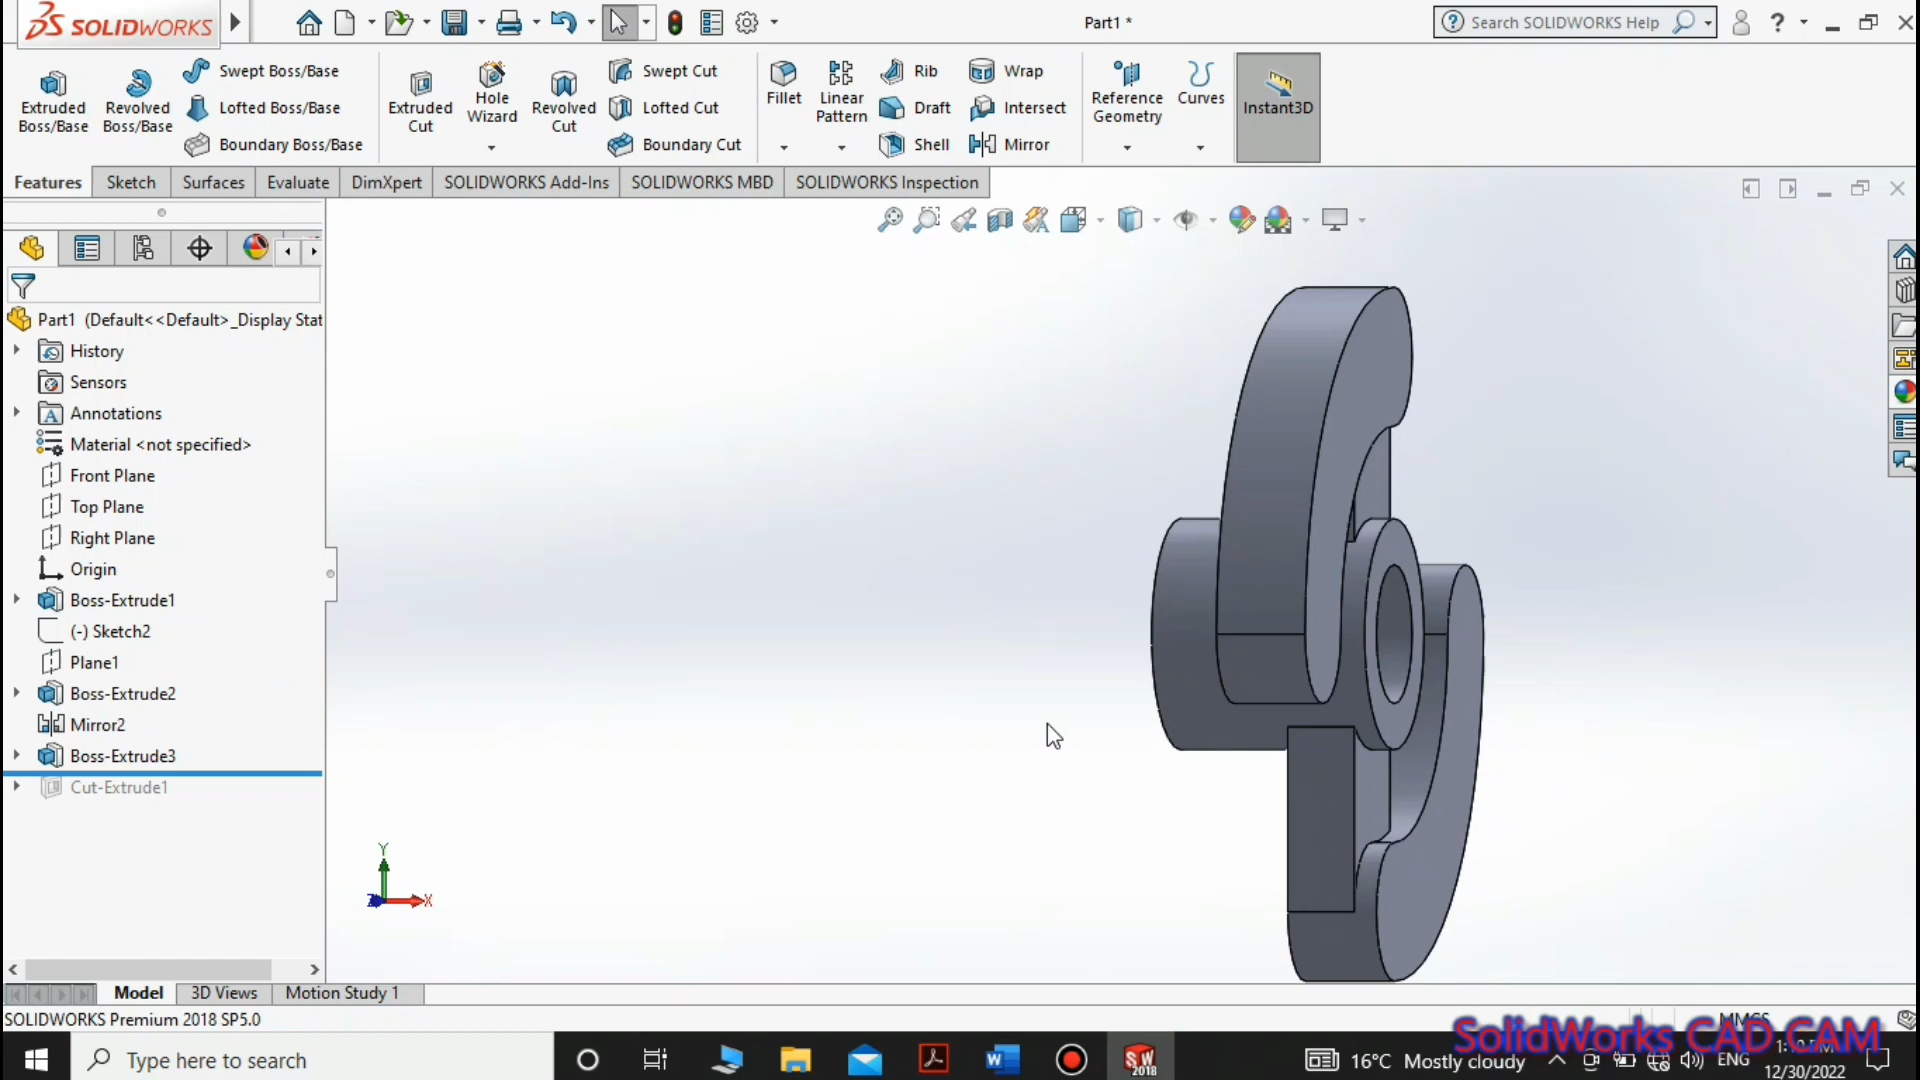 SOLIDWORKS
Part1 *
Search SOLIDWORKS Help
Extruded Boss/Base
Revolved Boss/Base
Swept Boss/Base
Lofted Boss/Base
Boundary Boss/Base
Extruded Cut
Hole Wizard
Revolved Cut
Swept Cut
Lofted Cut
Boundary Cut
Fillet
Linear Pattern
Rib
Draft
Shell
Wrap
Intersect
Mirror
Reference Geometry
Curves
Instant3D
Features
Sketch
Surfaces
Evaluate
DimXpert
SOLIDWORKS Add-Ins
SOLIDWORKS MBD
SOLIDWORKS Inspection
Part1 (Default<<Default>_Display Stat
History
Sensors
Annotations
Material <not specified>
Front Plane
Top Plane
Right Plane
Origin
Boss-Extrude1
(-) Sketch2
Plane1
Boss-Extrude2
Mirror2
Boss-Extrude3
Cut-Extrude1
Y
Z
X
Model
3D Views
Motion Study 1
SOLIDWORKS Premium 2018 SP5.0
MMGS
SolidWorks CAD CAM
Type here to search
SW
2018
16°C Mostly cloudy
ENG
12/30/2022